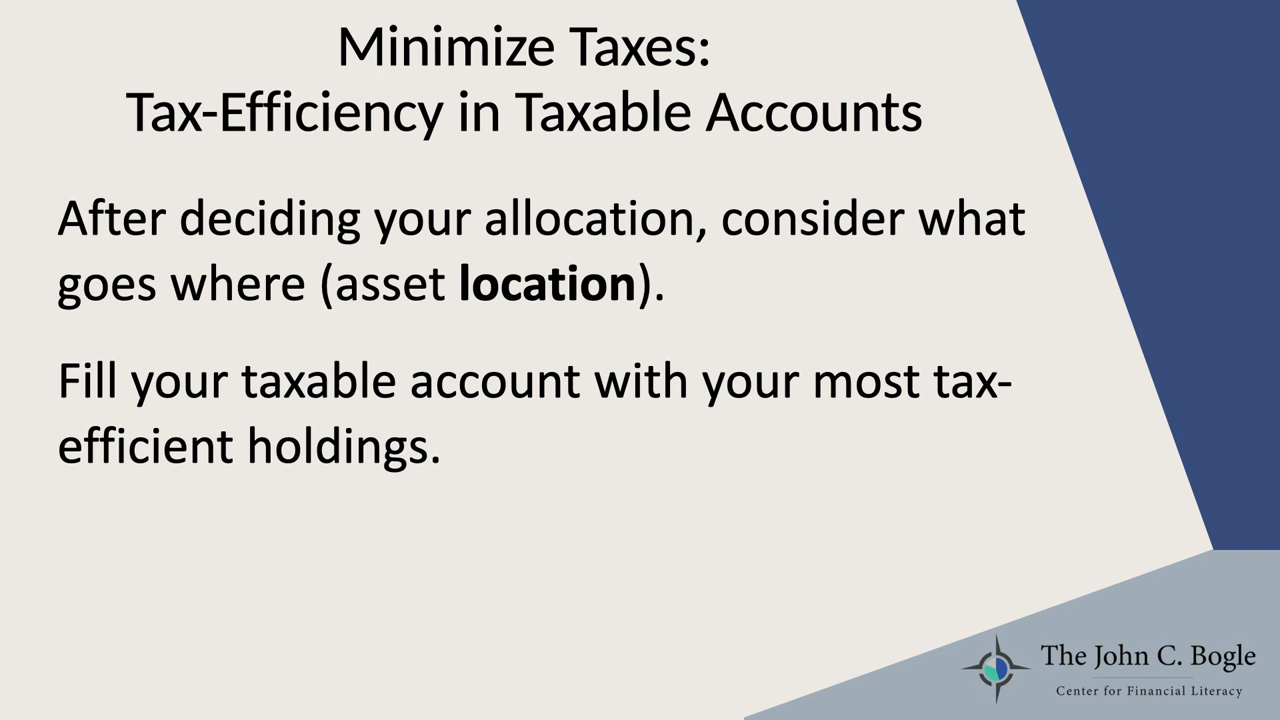 Minimize Taxes:
Tax-Efficiency in Taxable Accounts
After deciding your allocation, consider what
goes where (asset location).
Fill your taxable account with your most tax-
efficient holdings.
The John C. Bogle
Center for Financial Literacy